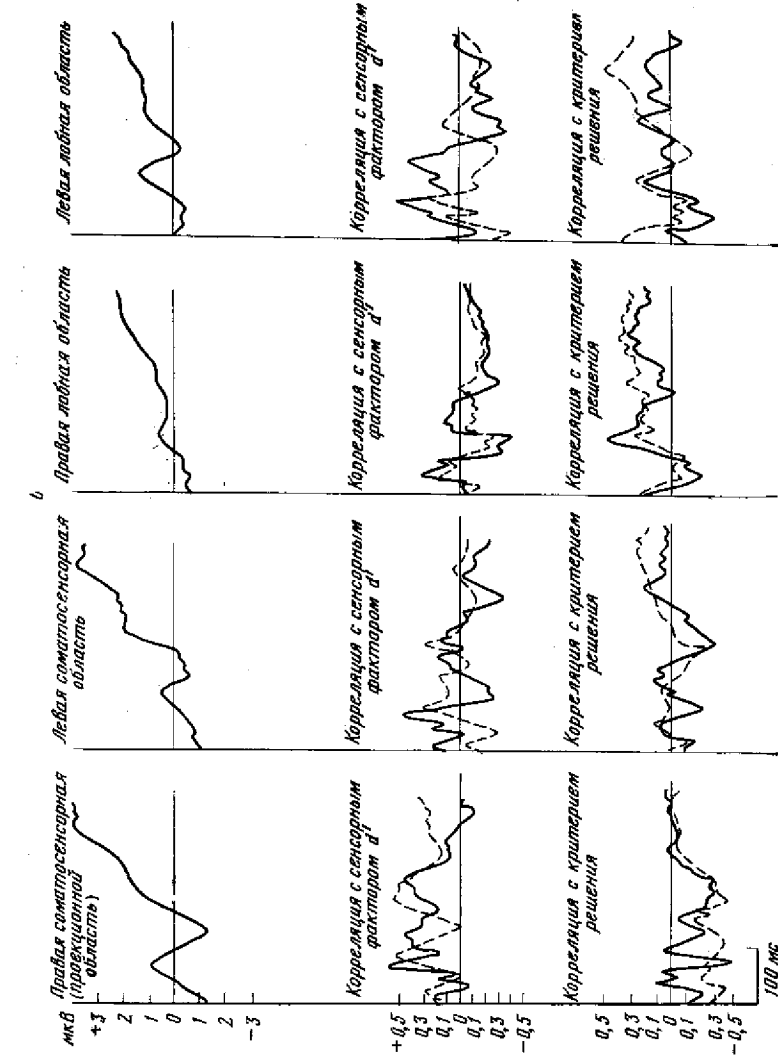 б
Правая соматосенсорная
(проекционной
область)
Левая соматосенсорная
область
Правая лобная область
Левая лобная область
мкВ
+3
2
1
0
1
2
-3
Корреляция с сенсорным
фактором d'
Корреляция с сенсорным
фактором d'
Корреляция с сенсорным
фактором d'
Корреляция с сенсорным
фактором d'
+0,5
0,3
0,1
0
0,1
0,3
-0,5
Корреляция с критерием
решения
Корреляция с критерием
решения
Корреляция с критерием
решения
Корреляция с критерием
решения
0,5
0,3
0,1
0
0,1
0,3
-0,5
100 мс